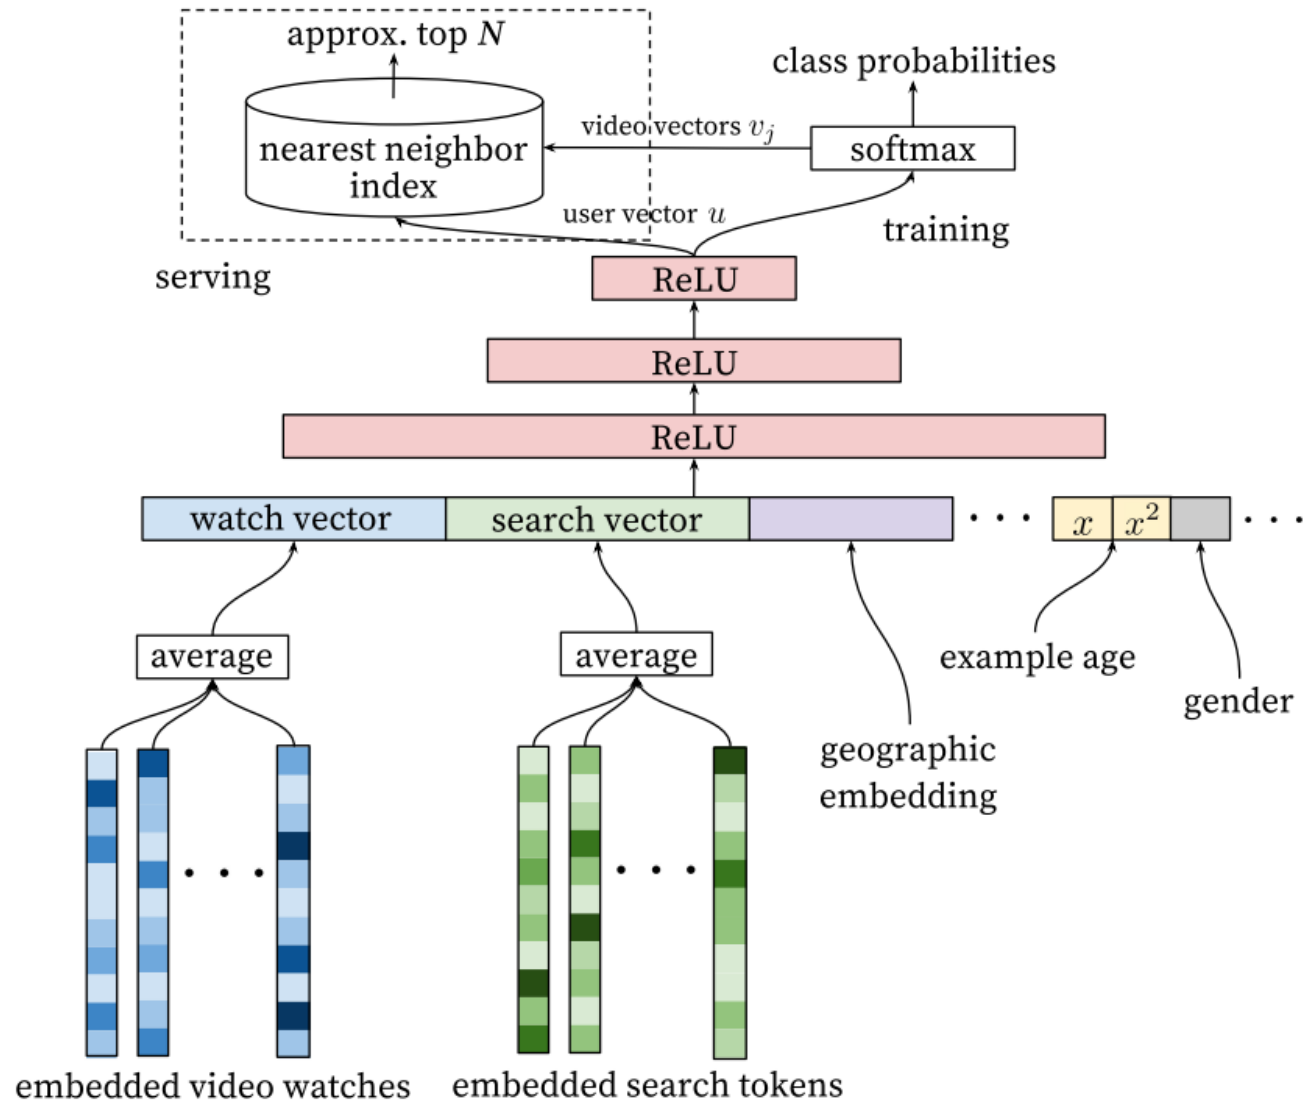 approx. top N
class probabilities
video vectors v_j
nearest neighbor
index
softmax
user vector u
training
serving
ReLU
ReLU
ReLU
watch vector
search vector
x
x²
average
average
example age
gender
geographic
embedding
embedded video watches
embedded search tokens